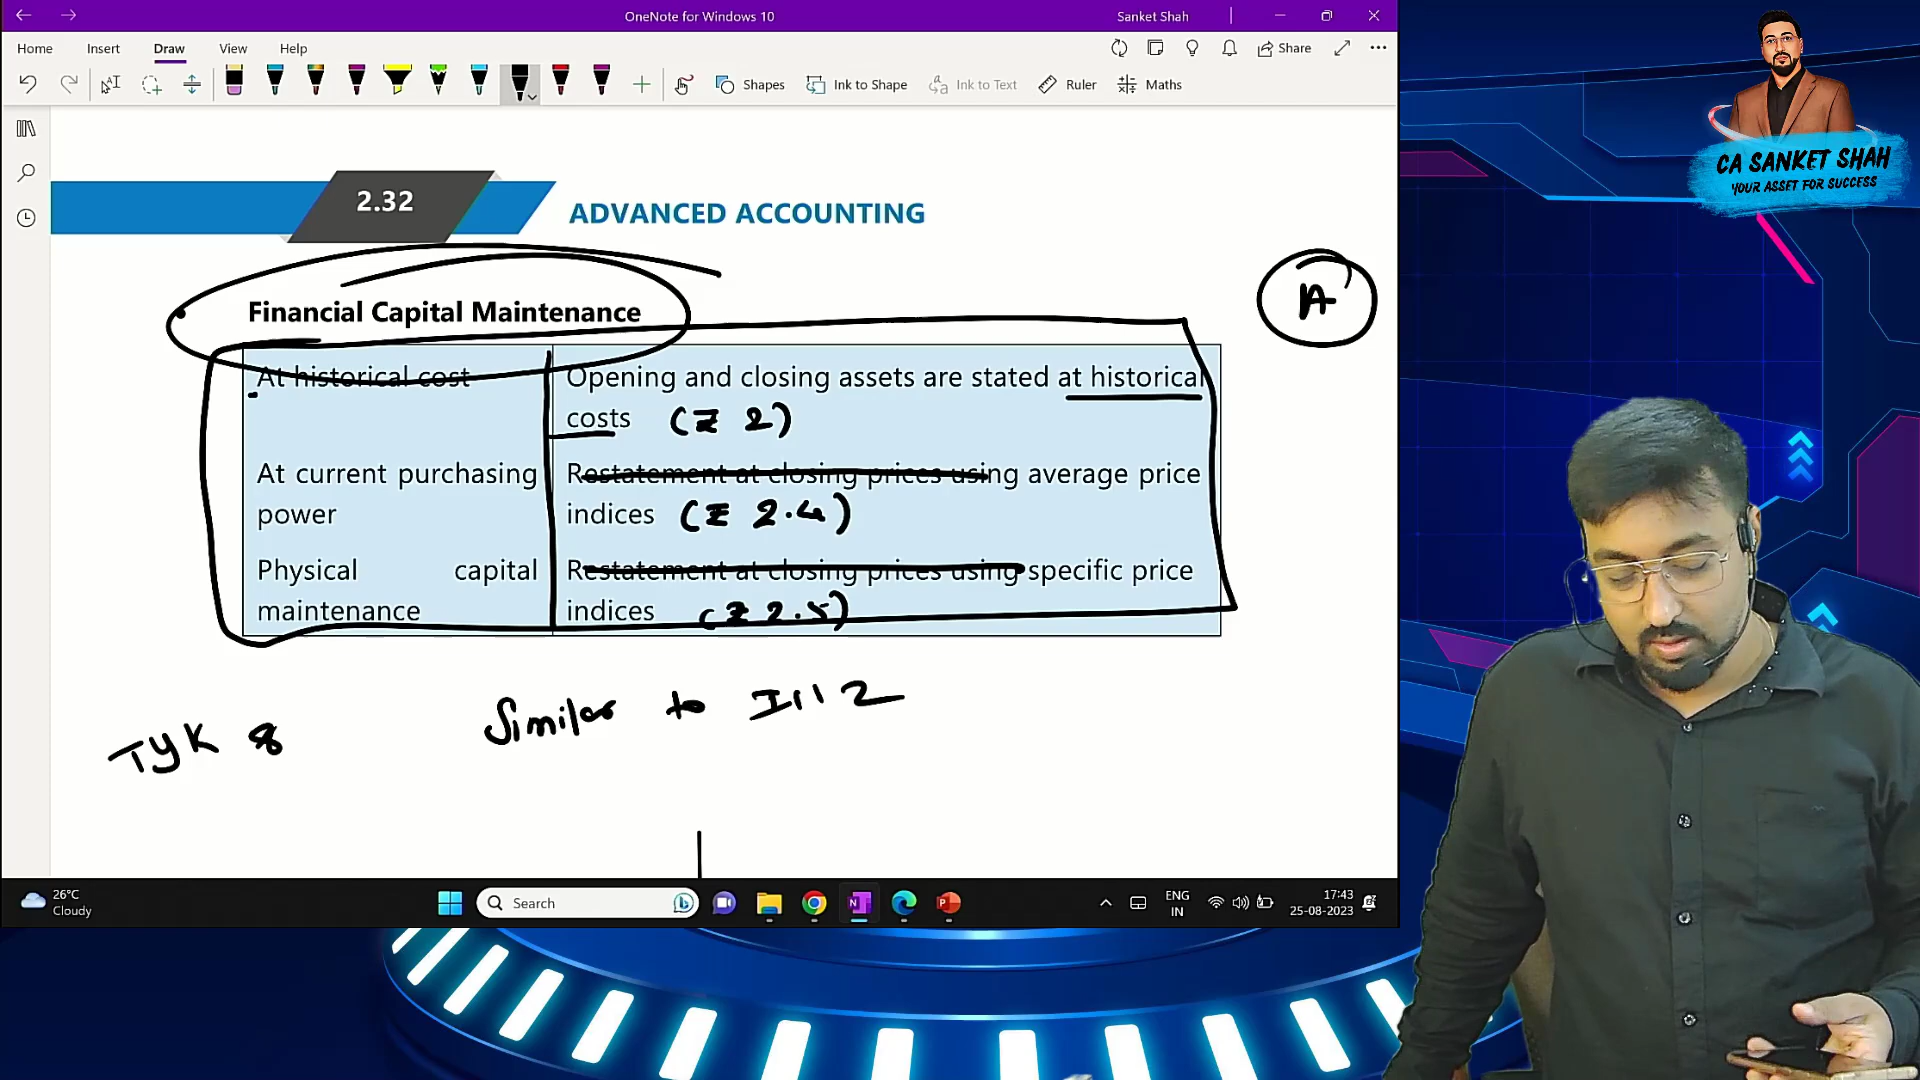 OneNote for Windows 10
Sanket Shah
Home Insert Draw View Help
Share
Shapes Ink to Shape Ink to Text Ruler Maths
CA SANKET SHAH
YOUR ASSET FOR SUCCESS
2.32
ADVANCED ACCOUNTING
Financial Capital Maintenance
A
At historical cost
Opening and closing assets are stated at historical
costs (₹ 2)
At current purchasing
power
Restatement at closing prices using average price
indices (₹ 2.4)
Physical capital
maintenance
Restatement at closing prices using specific price
indices (₹ 2.5)
TYK 8
Similar to Ill 2
26°C
Cloudy
Search
ENG
IN
17:43
25-08-2023